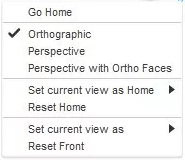 Go Home
Orthographic
Perspective
Perspective with Ortho Faces
Set current view as Home
Reset Home
Set current view as
Reset Front